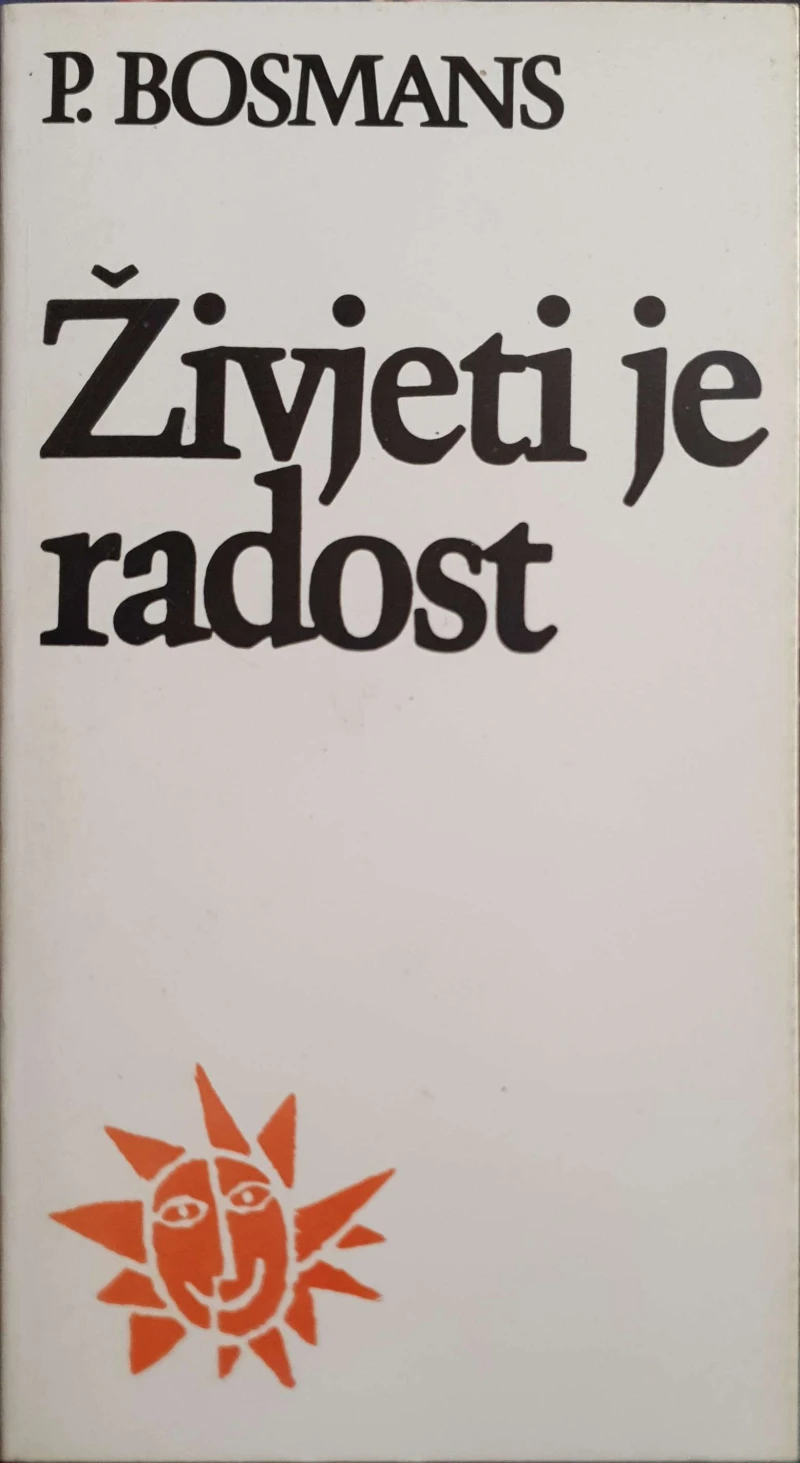 P. BOSMANS
Živjeti je
radost